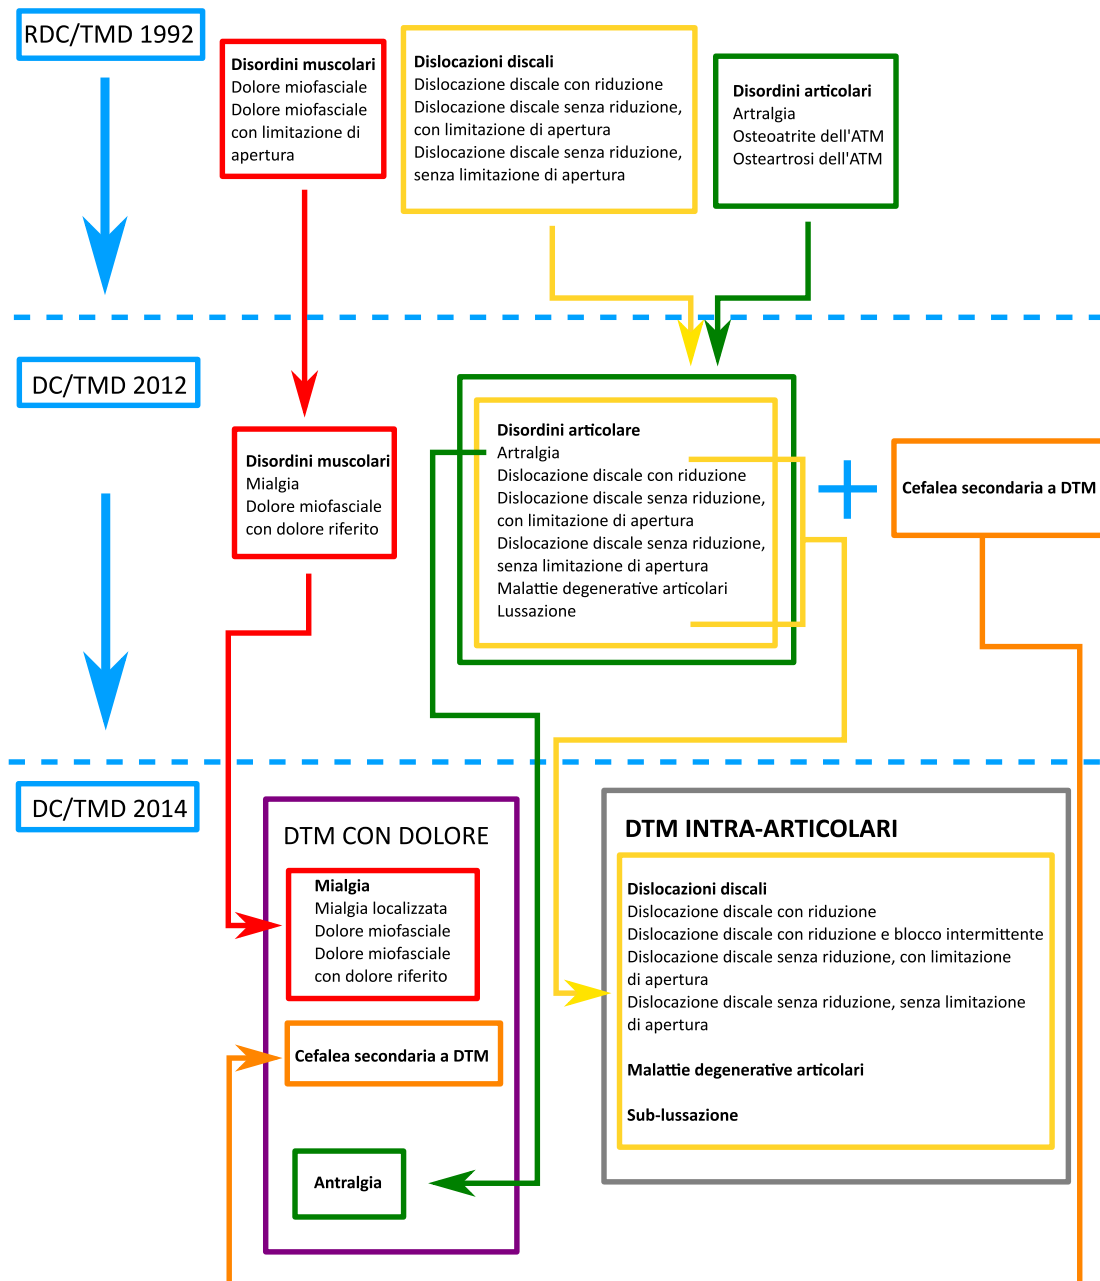 RDC/TMD 1992
Disordini muscolari
Dolore miofasciale
Dolore miofasciale
con limitazione di
apertura
Dislocazioni discali
Dislocazione discale con riduzione
Dislocazione discale senza riduzione,
con limitazione di apertura
Dislocazione discale senza riduzione,
senza limitazione di apertura
Disordini articolari
Artralgia
Osteoatrite dell'ATM
Osteartrosi dell'ATM
DC/TMD 2012
Disordini muscolari
Mialgia
Dolore miofasciale
con dolore riferito
Disordini articolare
Artralgia
Dislocazione discale con riduzione
Dislocazione discale senza riduzione,
con limitazione di apertura
Dislocazione discale senza riduzione,
senza limitazione di apertura
Malattie degenerative articolari
Lussazione
Cefalea secondaria a DTM
DC/TMD 2014
DTM CON DOLORE
Mialgia
Mialgia localizzata
Dolore miofasciale
Dolore miofasciale
con dolore riferito
Cefalea secondaria a DTM
Antralgia
DTM INTRA-ARTICOLARI
Dislocazioni discali
Dislocazione discale con riduzione
Dislocazione discale con riduzione e blocco intermittente
Dislocazione discale senza riduzione, con limitazione
di apertura
Dislocazione discale senza riduzione, senza limitazione
di apertura
Malattie degenerative articolari
Sub-lussazione